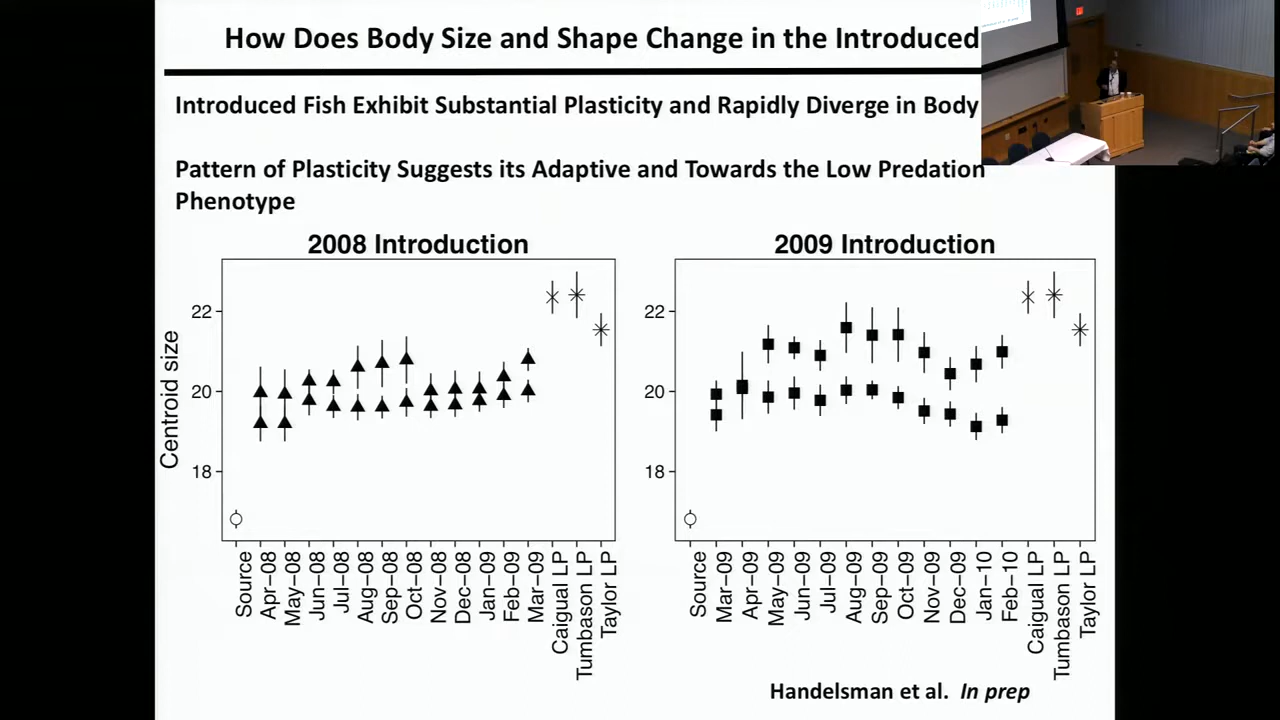 How Does Body Size and Shape Change in the Introduced
Introduced Fish Exhibit Substantial Plasticity and Rapidly Diverge in Body
Pattern of Plasticity Suggests its Adaptive and Towards the Low Predation
Phenotype
2008 Introduction
Centroid size
22
20
18
Source
Apr–08
May–08
Jun–08
Jul–08
Aug–08
Sep–08
Oct–08
Nov–08
Dec–08
Jan–09
Feb–09
Mar–09
Caigual LP
Tumbason LP
Taylor LP
2009 Introduction
22
20
18
Source
Mar–09
Apr–09
May–09
Jun–09
Jul–09
Aug–09
Sep–09
Oct–09
Nov–09
Dec–09
Jan–10
Feb–10
Caigual LP
Tumbason LP
Taylor LP
Handelsman et al. In prep